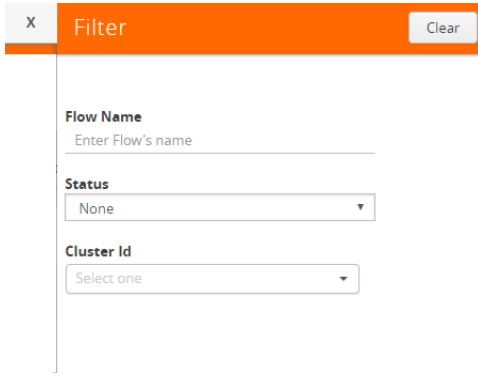 X
Filter
Clear
Flow Name
Enter Flow's name
Status
None
Cluster Id
Select one